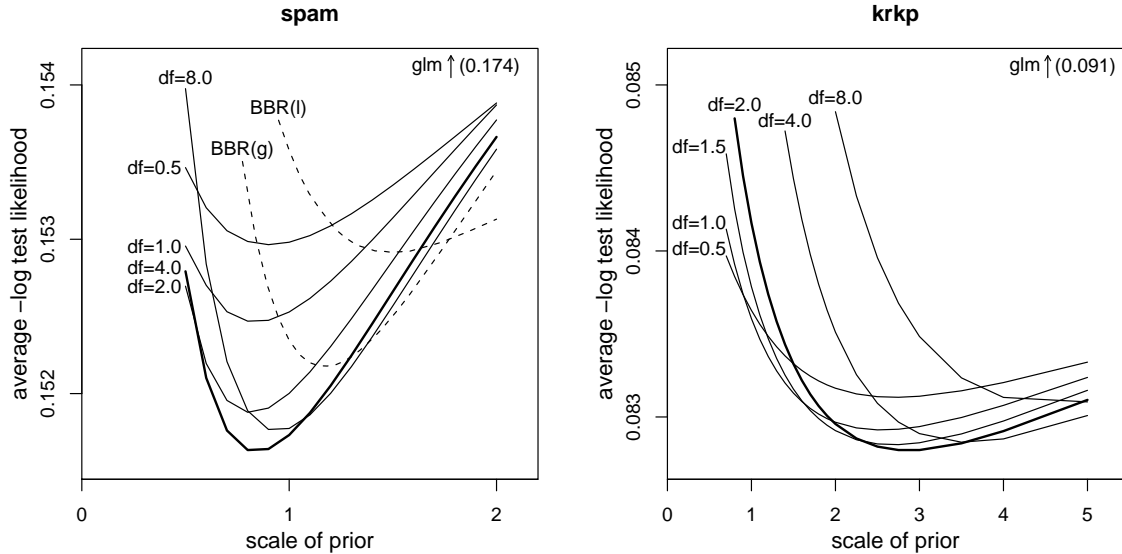 spam
glm ↑ (0.174)
df=8.0
BBR(l)
BBR(g)
df=0.5
df=1.0
df=4.0
df=2.0
0.154
0.153
0.152
average −log test likelihood
0 1 2
scale of prior
krkp
glm ↑ (0.091)
df=2.0
df=8.0
df=4.0
df=1.5
df=1.0
df=0.5
0.085
0.084
0.083
average −log test likelihood
0 1 2 3 4 5
scale of prior